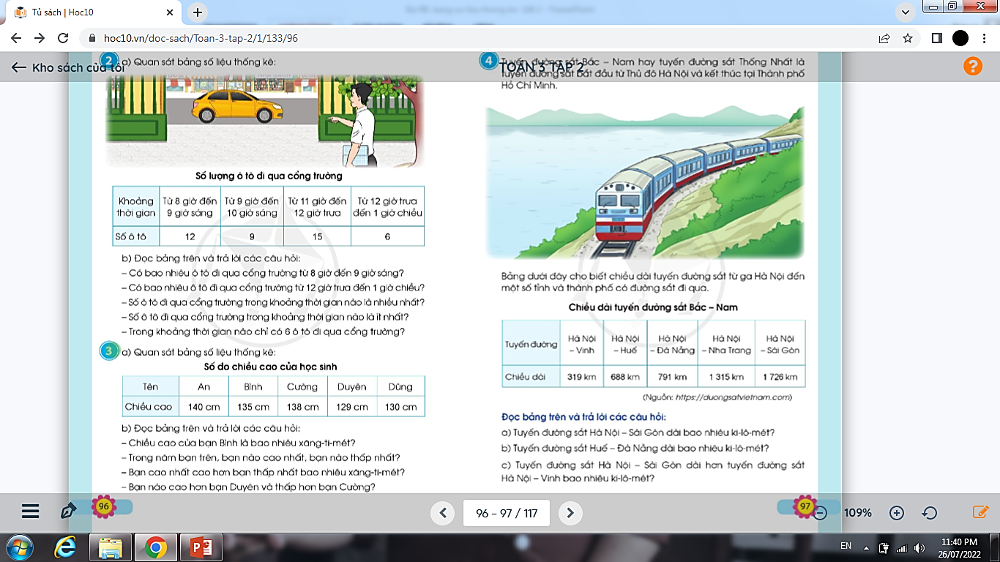 Tủ sách | Hoc10
hoc10.vn/doc-sach/Toan-3-tap-2/1/133/96
Kho sách của tôi
TOÁN 3 TẬP 2
2 a) Quan sát bảng số liệu thống kê:
Số lượng ô tô đi qua cổng trường
Khoảng thời gian | Từ 8 giờ đến 9 giờ sáng | Từ 9 giờ đến 10 giờ sáng | Từ 11 giờ đến 12 giờ trưa | Từ 12 giờ trưa đến 1 giờ chiều
Số ô tô | 12 | 9 | 15 | 6
b) Đọc bảng trên và trả lời các câu hỏi:
– Có bao nhiêu ô tô đi qua cổng trường từ 8 giờ đến 9 giờ sáng?
– Có bao nhiêu ô tô đi qua cổng trường từ 12 giờ trưa đến 1 giờ chiều?
– Số ô tô đi qua cổng trường trong khoảng thời gian nào là nhiều nhất?
– Số ô tô đi qua cổng trường trong khoảng thời gian nào là ít nhất?
– Trong khoảng thời gian nào chỉ có 6 ô tô đi qua cổng trường?
3 a) Quan sát bảng số liệu thống kê:
Số đo chiều cao của học sinh
Tên | An | Bình | Cường | Duyên | Dũng
Chiều cao | 140 cm | 135 cm | 138 cm | 129 cm | 130 cm
b) Đọc bảng trên và trả lời các câu hỏi:
– Chiều cao của bạn Bình là bao nhiêu xăng-ti-mét?
– Trong năm bạn trên, bạn nào cao nhất, bạn nào thấp nhất?
– Bạn cao nhất cao hơn bạn thấp nhất bao nhiêu xăng-ti-mét?
– Bạn nào cao hơn bạn Duyên và thấp hơn bạn Cường?
96
4 Tuyến đường sắt Bắc – Nam hay tuyến đường sắt Thống Nhất là
tuyến đường sắt bắt đầu từ Thủ đô Hà Nội và kết thúc tại Thành phố
Hồ Chí Minh.
Bảng dưới đây cho biết chiều dài tuyến đường sắt từ ga Hà Nội đến
một số tỉnh và thành phố có đường sắt đi qua.
Chiều dài tuyến đường sắt Bắc – Nam
Tuyến đường | Hà Nội – Vinh | Hà Nội – Huế | Hà Nội – Đà Nẵng | Hà Nội – Nha Trang | Hà Nội – Sài Gòn
Chiều dài | 319 km | 688 km | 791 km | 1 315 km | 1 726 km
(Nguồn: https://duongsatvietnam.com)
Đọc bảng trên và trả lời các câu hỏi:
a) Tuyến đường sắt Hà Nội – Sài Gòn dài bao nhiêu ki-lô-mét?
b) Tuyến đường sắt Huế – Đà Nẵng dài bao nhiêu ki-lô-mét?
c) Tuyến đường sắt Hà Nội – Sài Gòn dài hơn tuyến đường sắt
Hà Nội – Vinh bao nhiêu ki-lô-mét?
97
96 – 97 / 117
109%
EN
11:40 PM
26/07/2022